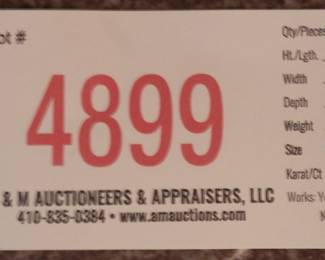 ot #
4899
& M AUCTIONEERS & APPRAISERS, LLC
410-835-0384 • www.amauctions.com
Qty/Pieces
Ht./Lgth.
Width
Depth
Weight
Size
Karat/Ct
Works: Y
N